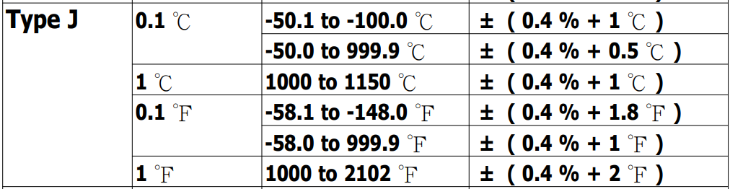 Type J 0.1 ℃ -50.1 to -100.0 ℃ ± ( 0.4 % + 1 ℃ )
-50.0 to 999.9 ℃ ± ( 0.4 % + 0.5 ℃ )
1 ℃ 1000 to 1150 ℃ ± ( 0.4 % + 1 ℃ )
0.1 ℉ -58.1 to -148.0 ℉ ± ( 0.4 % + 1.8 ℉ )
-58.0 to 999.9 ℉ ± ( 0.4 % + 1 ℉ )
1 ℉ 1000 to 2102 ℉ ± ( 0.4 % + 2 ℉ )